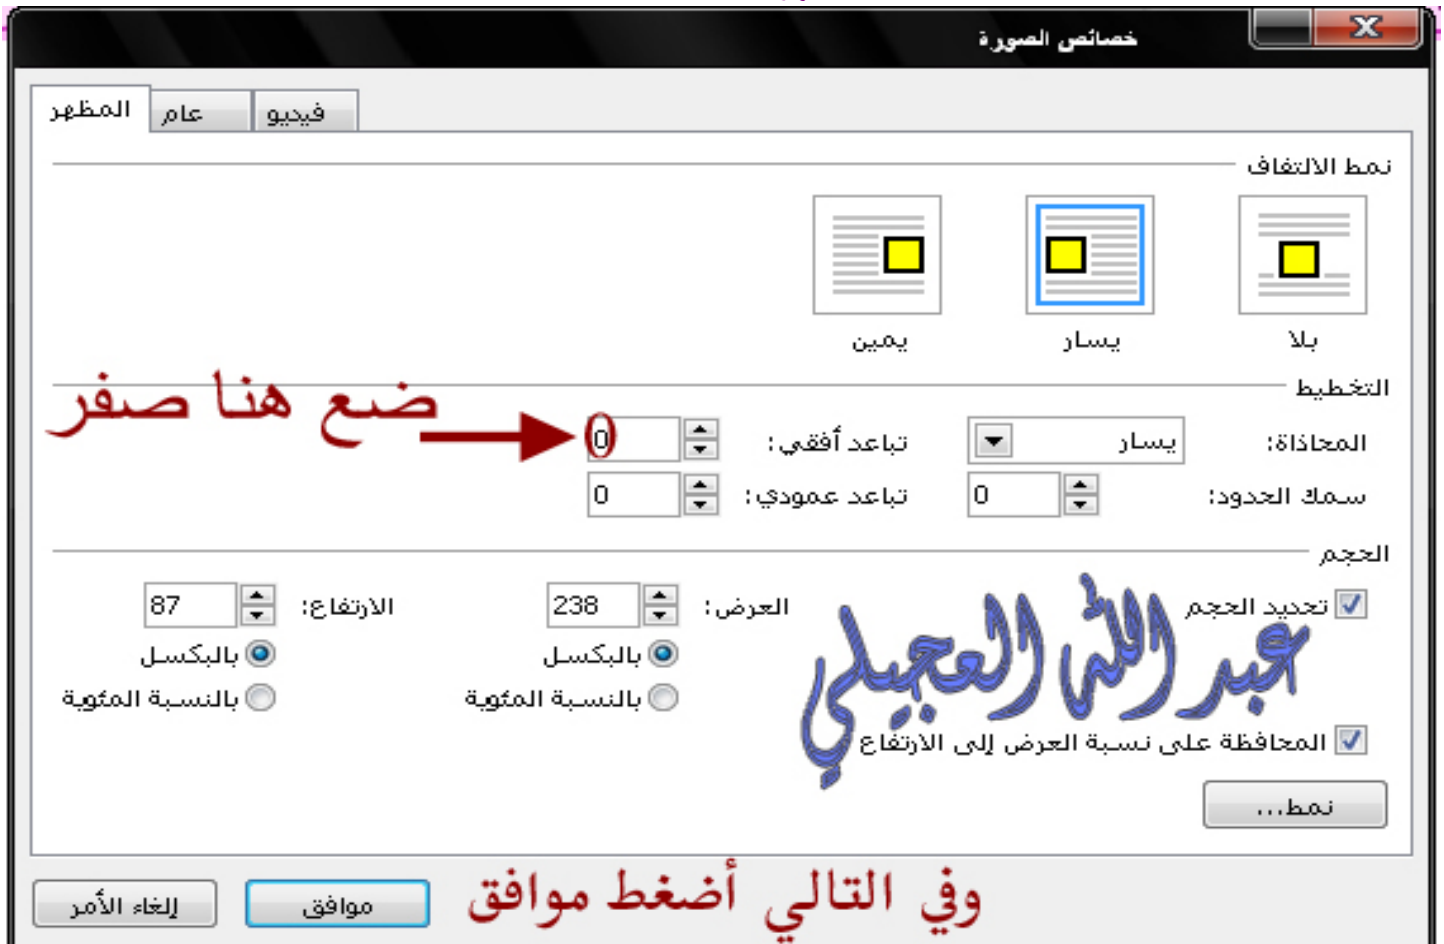 خصائص الصورة
المظهر
عام
فيديو
نمط الالتفاف
بلا
يسار
يمين
التخطيط
المحاذاة: يسار
تباعد أفقي: 0
ضع هنا صفر
سمك الحدود: 0
تباعد عمودي: 0
الحجم
تحديد الحجم
العرض: 238
الارتفاع: 87
بالبكسل
بالبكسل
عبد الله العجيلي
بالنسبة المئوية
بالنسبة المئوية
المحافظة على نسبة العرض إلى الارتفاع
نمط...
وفي التالي أضغط موافق
موافق
إلغاء الأمر